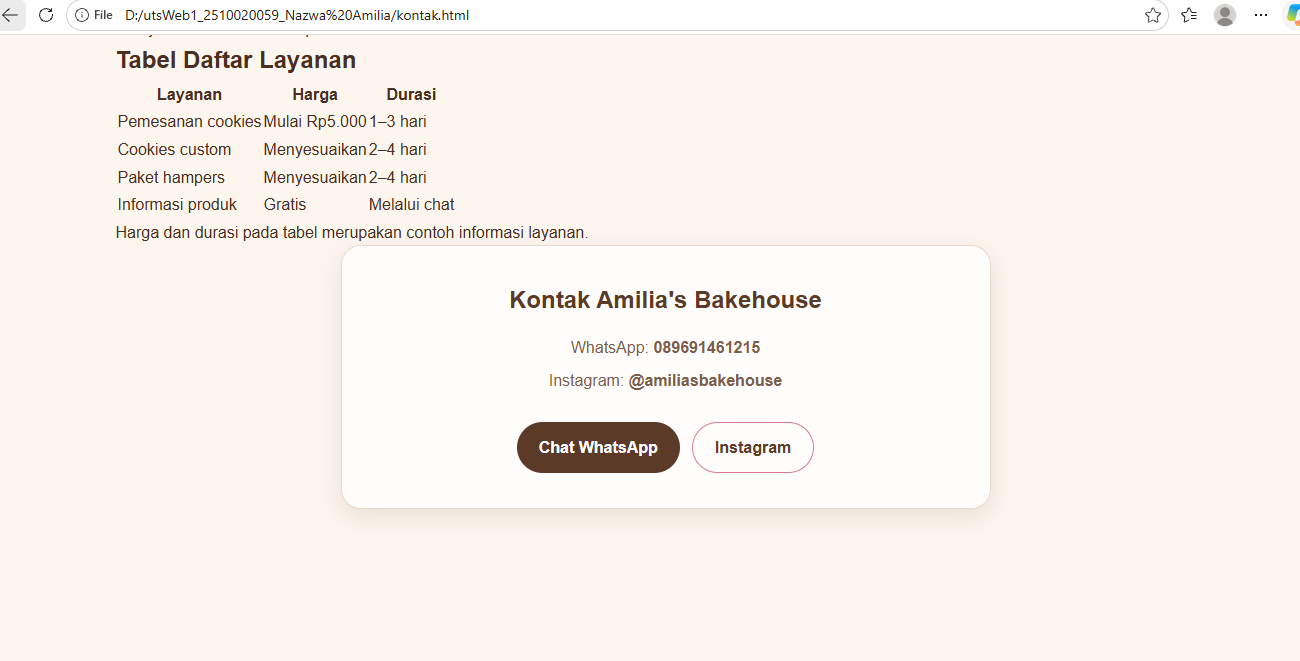 File D:/utsWeb1_2510020059_Nazwa%20Amilia/kontak.html
Tabel Daftar Layanan
Layanan Harga Durasi
Pemesanan cookies Mulai Rp5.000 1–3 hari
Cookies custom Menyesuaikan 2–4 hari
Paket hampers Menyesuaikan 2–4 hari
Informasi produk Gratis Melalui chat
Harga dan durasi pada tabel merupakan contoh informasi layanan.
Kontak Amilia's Bakehouse
WhatsApp: 089691461215
Instagram: @amiliasbakehouse
Chat WhatsApp Instagram